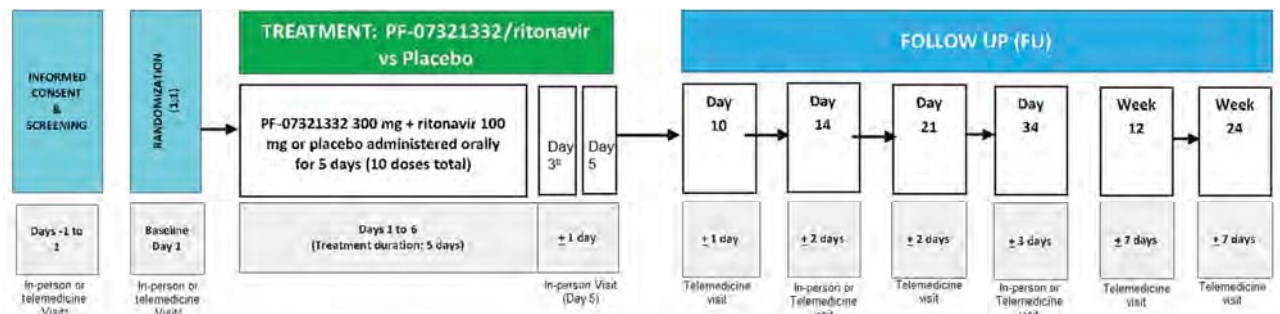 TREATMENT: PF-07321332/ritonavir
vs Placebo
FOLLOW UP (FU)
INFORMED
CONSENT
&
SCREENING
RANDOMIZATION
(1:1)
PF-07321332 300 mg + ritonavir 100
mg or placebo administered orally
for 5 days (10 doses total)
Day
3
Day
5
Day
10
Day
14
Day
21
Day
34
Week
12
Week
24
Days -1 to
1
Baseline
Day 1
Days 1 to 6
(Treatment duration: 5 days)
± 1 day
± 1 day
± 2 days
± 2 days
± 3 days
± 7 days
± 7 days
In-person or
telemedicine
In-person or
telemedicine
In-person Visit
(Day 5)
Telemedicine
visit
In-person or
Telemedicine
visit
Telemedicine
visit
In-person or
Telemedicine
visit
Telemedicine
visit
Telemedicine
visit